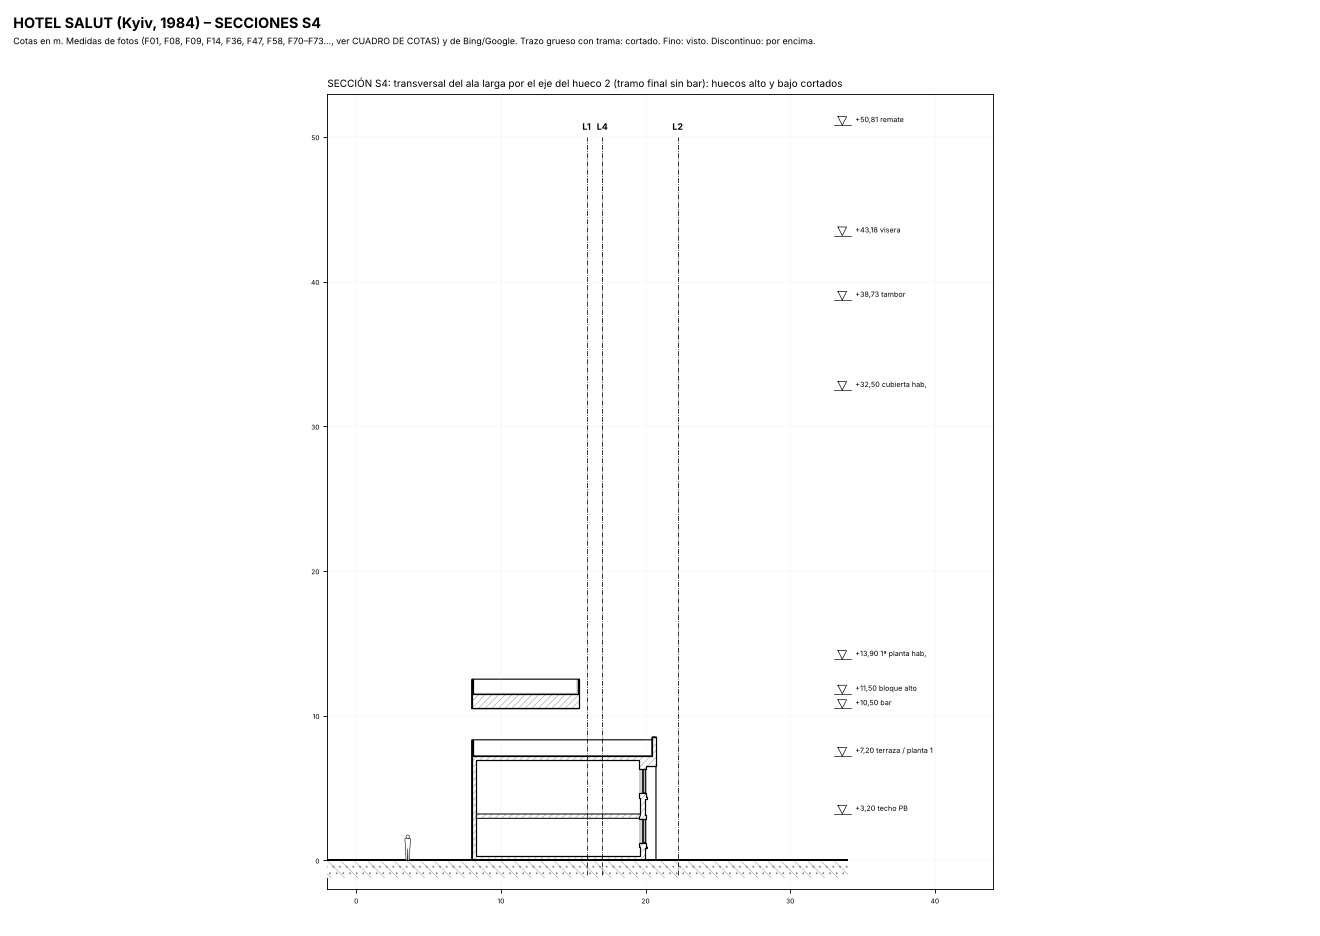 HOTEL SALUT (Kyiv, 1984) – SECCIONES S4
Cotas en m. Medidas de fotos (F01, F08, F09, F14, F36, F47, F58, F70–F73..., ver CUADRO DE COTAS) y de Bing/Google. Trazo grueso con trama: cortado. Fino: visto. Discontinuo: por encima.
SECCIÓN S4: transversal del ala larga por el eje del hueco 2 (tramo final sin bar): huecos alto y bajo cortados
+50,81 remate
L1 L4 L2
50
+43,18 visera
+38,73 tambor
40
+32,50 cubierta hab,
30
20
+13,90 1ª planta hab,
+11,50 bloque alto
+10,50 bar
10
+7,20 terraza / planta 1
+3,20 techo PB
0
0 10 20 30 40